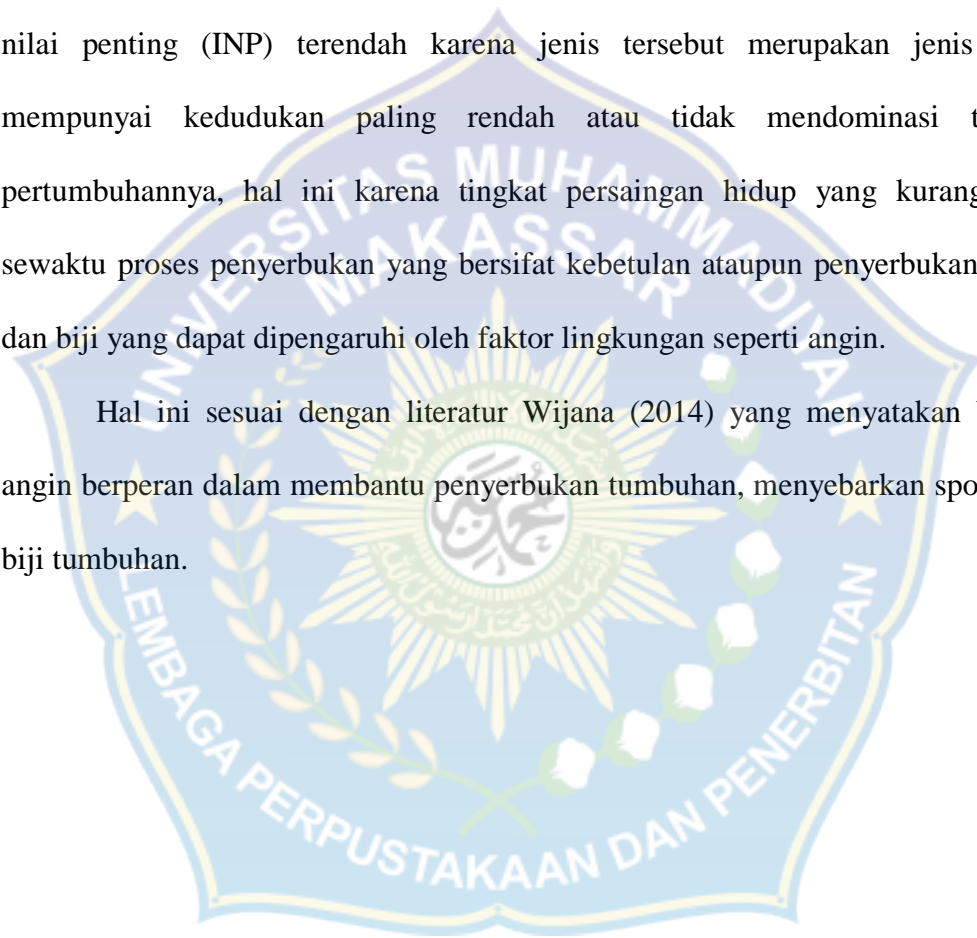 nilai penting (INP) terendah karena jenis tersebut merupakan jenis
mempunyai kedudukan paling rendah atau tidak mendominasi
pertumbuhannya, hal ini karena tingkat persaingan hidup yang kurang
sewaktu proses penyerbukan yang bersifat kebetulan ataupun penyerbukan
dan biji yang dapat dipengaruhi oleh faktor lingkungan seperti angin.
Hal ini sesuai dengan literatur Wijana (2014) yang menyatakan
angin berperan dalam membantu penyerbukan tumbuhan, menyebarkan
biji tumbuhan.
UNIVERSITAS MUHAMMADIYAH
MAKASSAR
LEMBAGA PERPUSTAKAAN DAN PENERBITAN